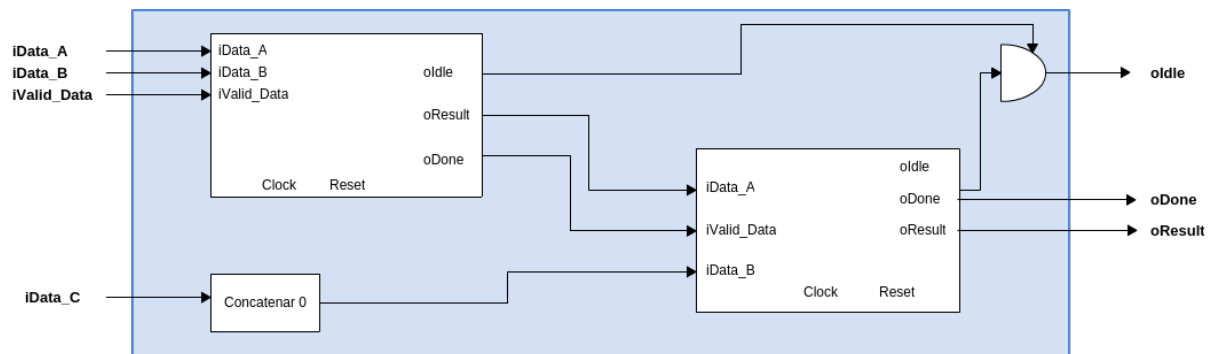 iData_A
iData_B
iValid_Data
iData_A
iData_B
iValid_Data
oIdle
oResult
oDone
Clock Reset
oIdle
iData_A
iValid_Data
iData_B
oIdle
oDone
oResult
Clock Reset
oDone
oResult
iData_C
Concatenar 0